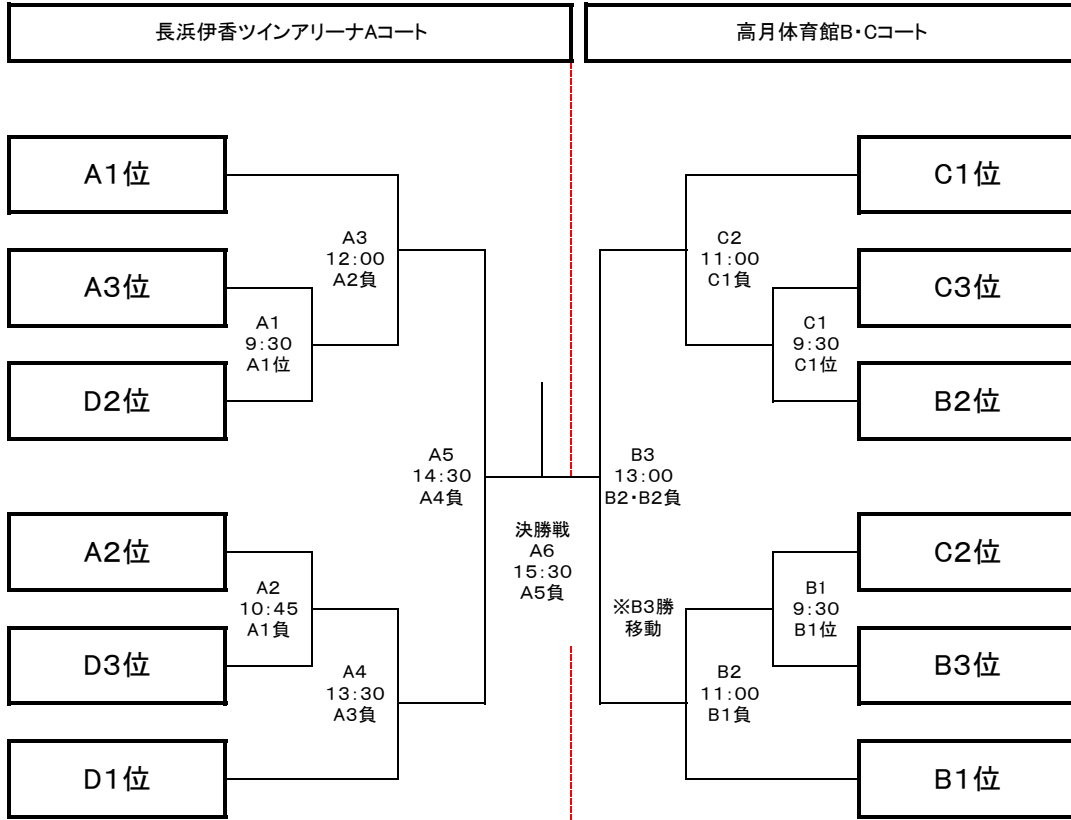 長浜伊香ツインアリーナAコート
高月体育館B・Cコート
A1位
A3位
D2位
A2位
D3位
D1位
A1
9:30
A1位
A3
12:00
A2負
A2
10:45
A1負
A4
13:30
A3負
A5
14:30
A4負
決勝戦
A6
15:30
A5負
B3
13:00
B2・B2負
※B3勝
移動
C2
11:00
C1負
C1
9:30
C1位
B1
9:30
B1位
B2
11:00
B1負
C1位
C3位
B2位
C2位
B3位
B1位